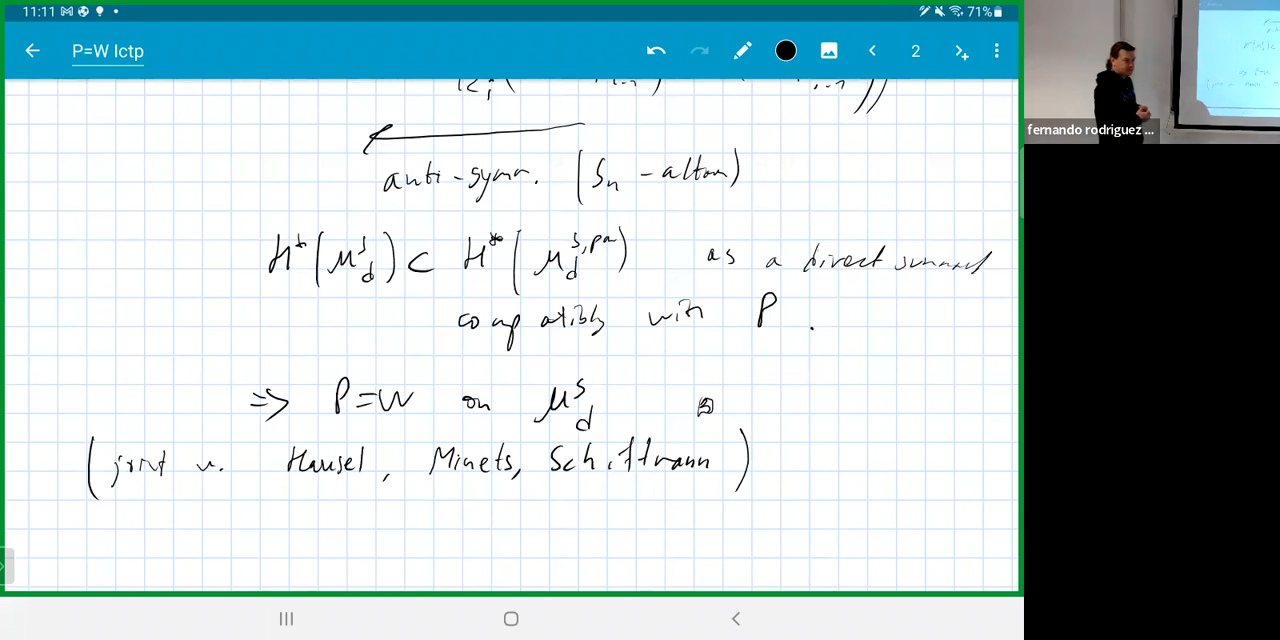 11:11
71%
P=W Ictp
2
anti-symm. (S_n - altern)
H*(M^s_d) ⊂ H*(M^{s,par}_d) as a direct summand
compatibly with P.
⇒ P=W on M^s_d
(joint w. Hausel, Minets, Schiffmann)
fernando rodriguez ...